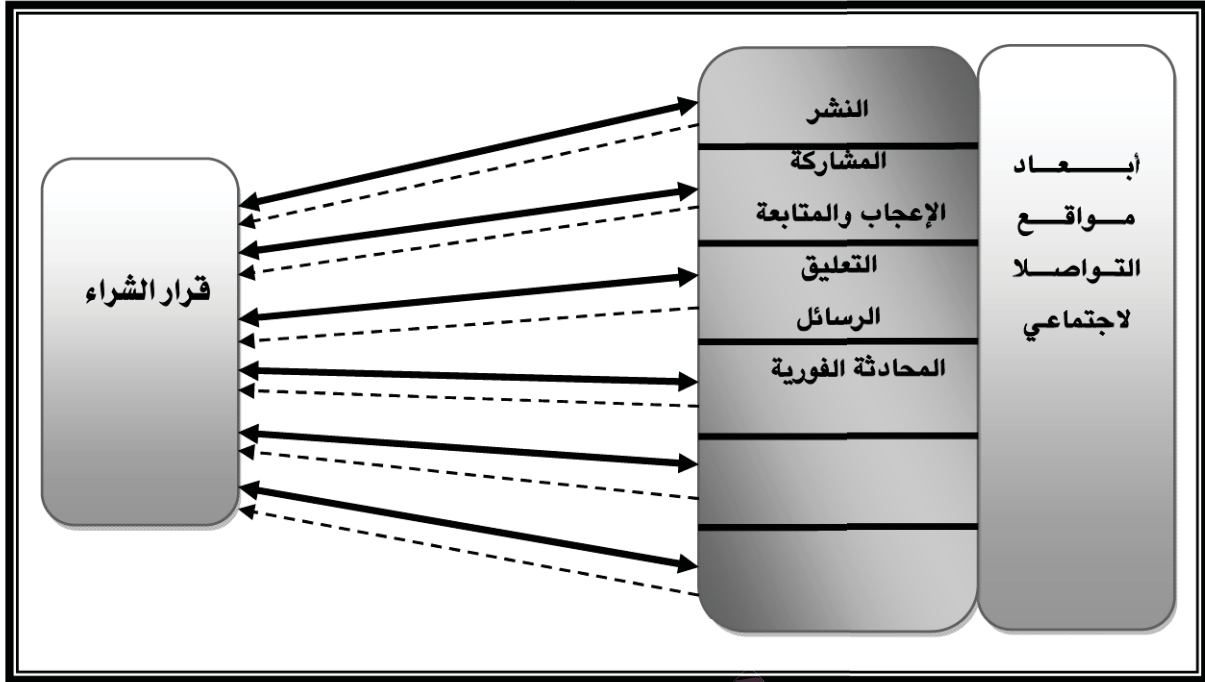 أبعاد
مواقع
التواصلا
لاجتماعي
النشر
المشاركة
الإعجاب والمتابعة
التعليق
الرسائل
المحادثة الفورية
قرار الشراء